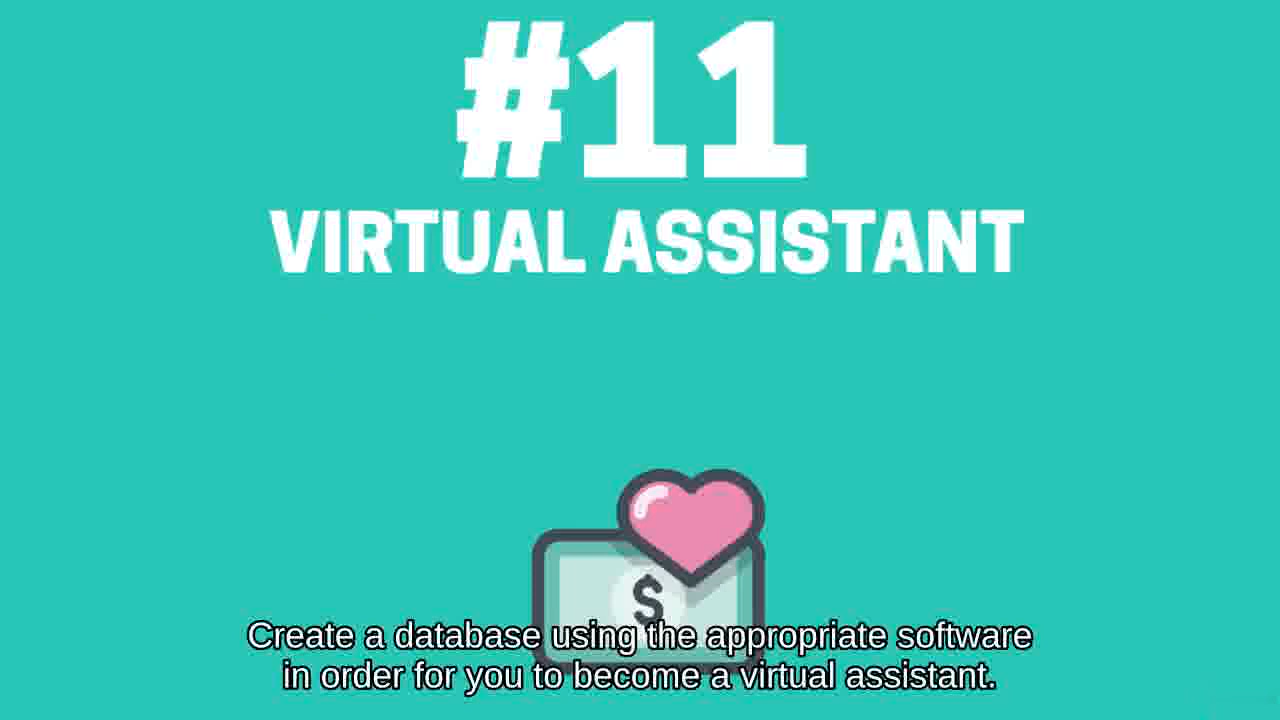 #11
VIRTUAL ASSISTANT
$
Create a database using the appropriate software
in order for you to become a virtual assistant.